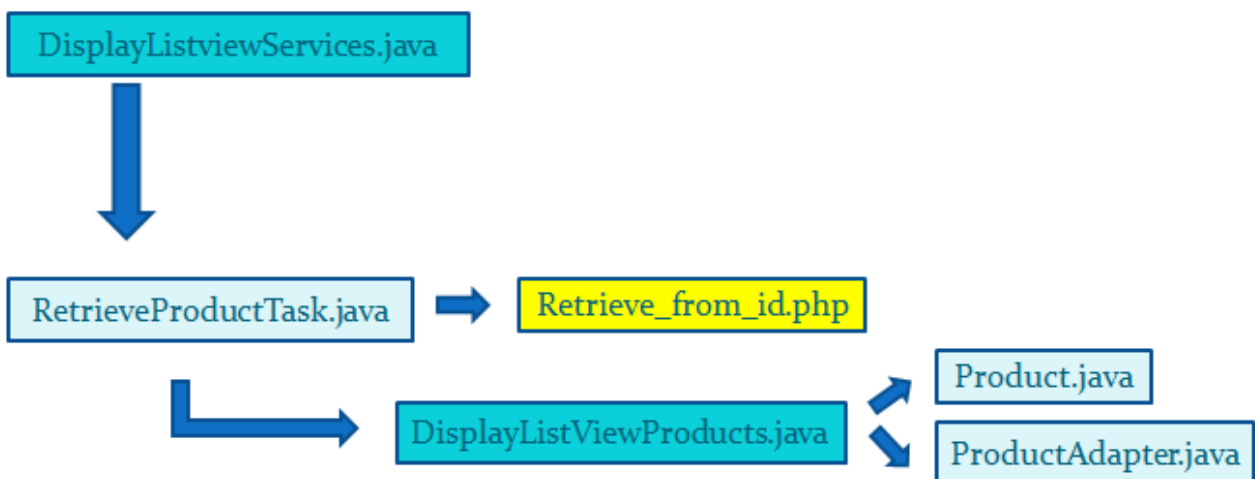 DisplayListviewServices.java
RetrieveProductTask.java
Retrieve_from_id.php
Product.java
DisplayListViewProducts.java
ProductAdapter.java